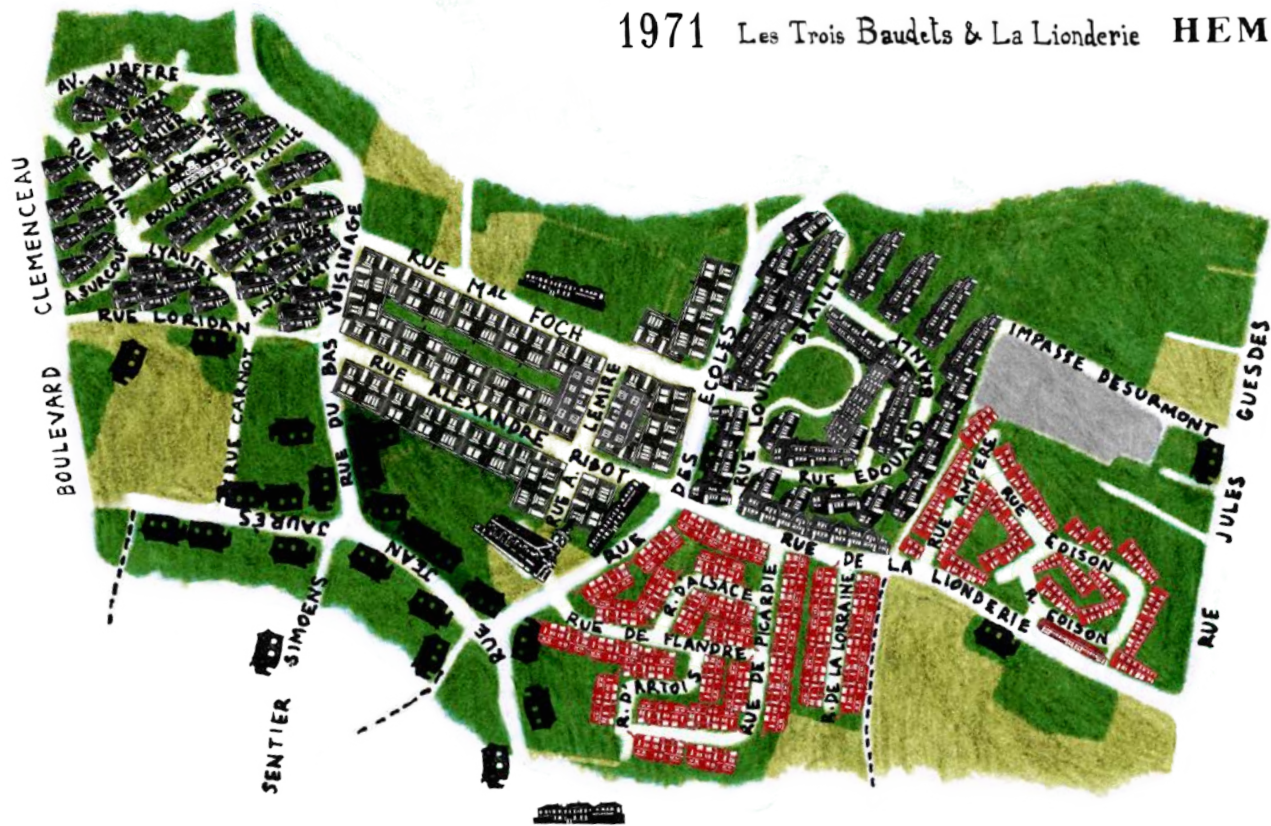 1971 Les Trois Baudets & La Lionderie HEM
AV. JOFFRE
A. CAILLÉ
RUE MAL
BOURNAZEL
LYAUTEY
A. SURCOUF
RUE LORIDAN
BOULEVARD CLEMENCEAU
RUE CARNOT
RUE DU BAS VOISINAGE
RUE MAL FOCH
RUE ALEXANDRE RIBOT
LEMIRE
RUE A.
RUE DES ECOLES
RUE LOUIS BRAILLE
RUE EDOUARD BRANLY
IMPASSE DESURMONT
RUE JULES GUESDES
RUE AMPERE
RUE EDISON
R. EDISON
RUE DE LA LIONDERIE
RUE JEAN JAURES
SENTIER SIMOENS
R. D'ALSACE
RUE DE FLANDRE
R. D'ARTOIS
RUE DE PICARDIE
R. DE LA LORRAINE